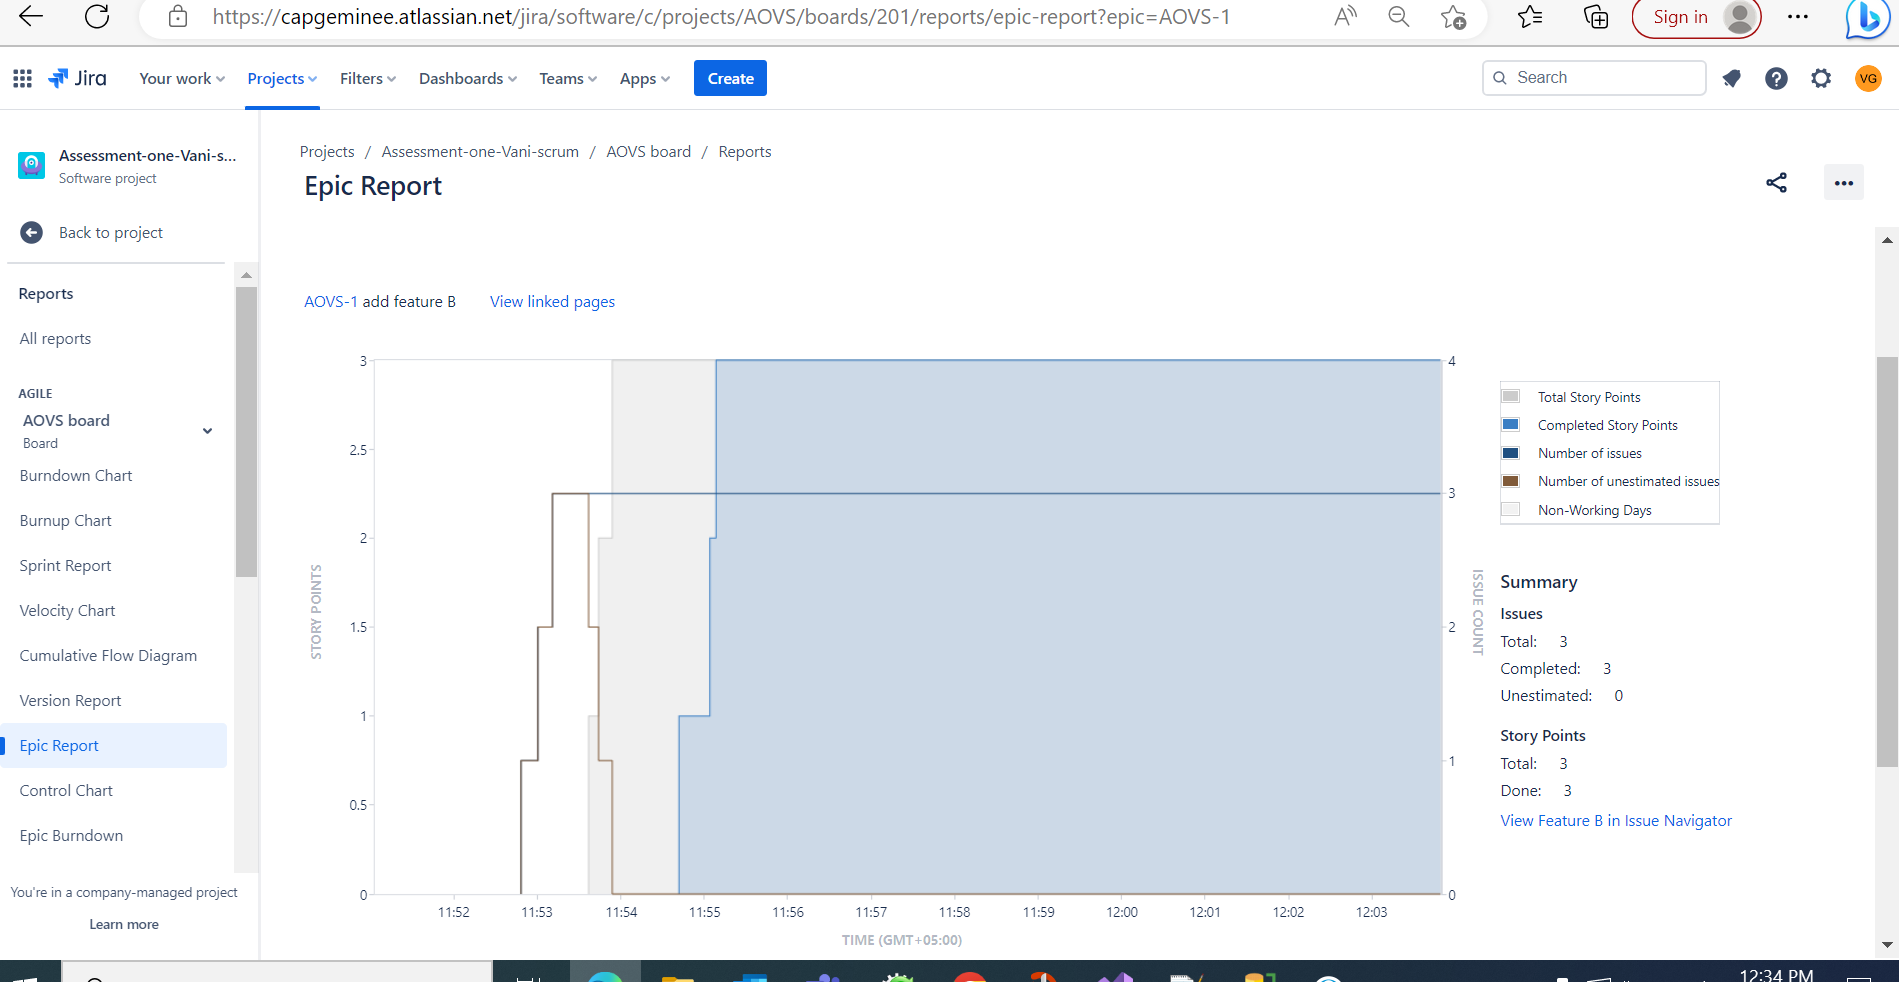 https://capgeminee.atlassian.net/jira/software/c/projects/AOVS/boards/201/reports/epic-report?epic=AOVS-1
Sign in
Jira
Your work
Projects
Filters
Dashboards
Teams
Apps
Create
Search
VG
Assessment-one-Vani-s...
Software project
Back to project
Reports
All reports
AGILE
AOVS board
Board
Burndown Chart
Burnup Chart
Sprint Report
Velocity Chart
Cumulative Flow Diagram
Version Report
Epic Report
Control Chart
Epic Burndown
You're in a company-managed project
Learn more
Projects / Assessment-one-Vani-scrum / AOVS board / Reports
Epic Report
AOVS-1 add feature B
View linked pages
STORY POINTS
3
2.5
2
1.5
1
0.5
0
11:52 11:53 11:54 11:55 11:56 11:57 11:58 11:59 12:00 12:01 12:02 12:03
TIME (GMT+05:00)
4
3
2
1
0
ISSUE COUNT
Total Story Points
Completed Story Points
Number of issues
Number of unestimated issues
Non-Working Days
Summary
Issues
Total: 3
Completed: 3
Unestimated: 0
Story Points
Total: 3
Done: 3
View Feature B in Issue Navigator
12:34 PM